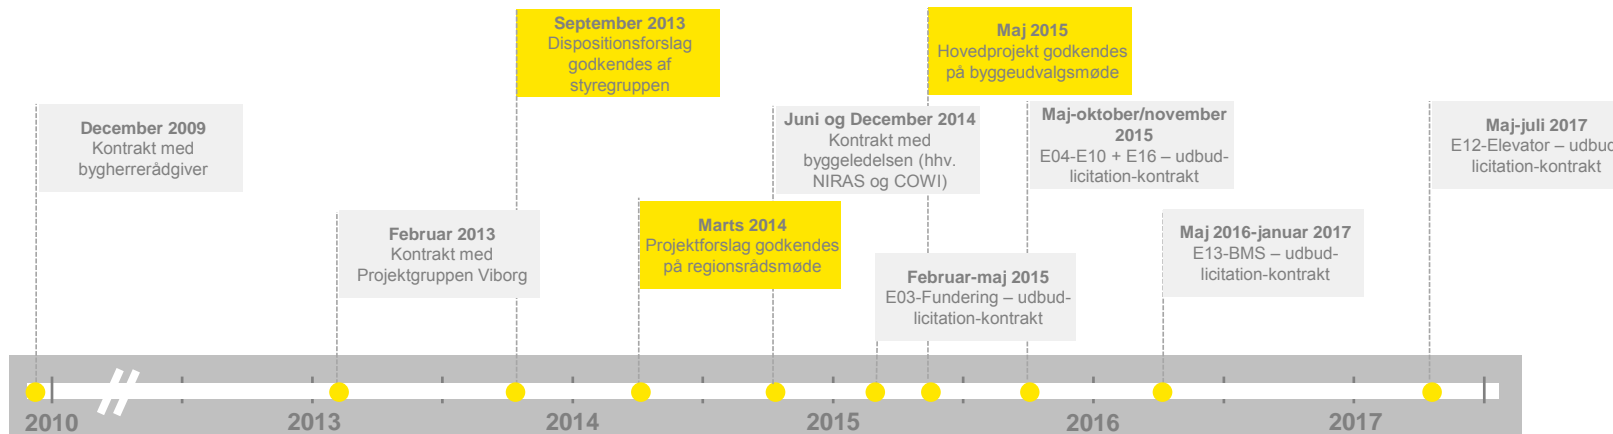 September 2013
Dispositionsforslag
godkendes af
styregruppen
Maj 2015
Hovedprojekt godkendes
på byggeudvalgsmøde
December 2009
Kontrakt med
bygherrerådgiver
Juni og December 2014
Kontrakt med
byggeledelsen (hhv.
NIRAS og COWI)
Maj-oktober/november
2015
E04-E10 + E16 – udbud-
licitation-kontrakt
Maj-juli 2017
E12-Elevator – udbud-
licitation-kontrakt
Februar 2013
Kontrakt med
Projektgruppen Viborg
Marts 2014
Projektforslag godkendes
på regionsrådsmøde
Februar-maj 2015
E03-Fundering – udbud-
licitation-kontrakt
Maj 2016-januar 2017
E13-BMS – udbud-
licitation-kontrakt
2010 2013 2014 2015 2016 2017